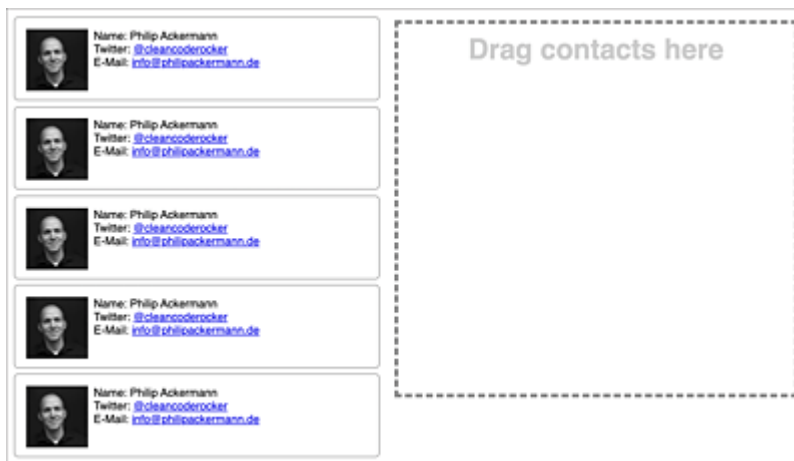 Name: Philip Ackermann
Twitter: @cleancoderocker
E-Mail: info@philipackermann.de
Name: Philip Ackermann
Twitter: @cleancoderocker
E-Mail: info@philipackermann.de
Name: Philip Ackermann
Twitter: @cleancoderocker
E-Mail: info@philipackermann.de
Name: Philip Ackermann
Twitter: @cleancoderocker
E-Mail: info@philipackermann.de
Name: Philip Ackermann
Twitter: @cleancoderocker
E-Mail: info@philipackermann.de
Drag contacts here